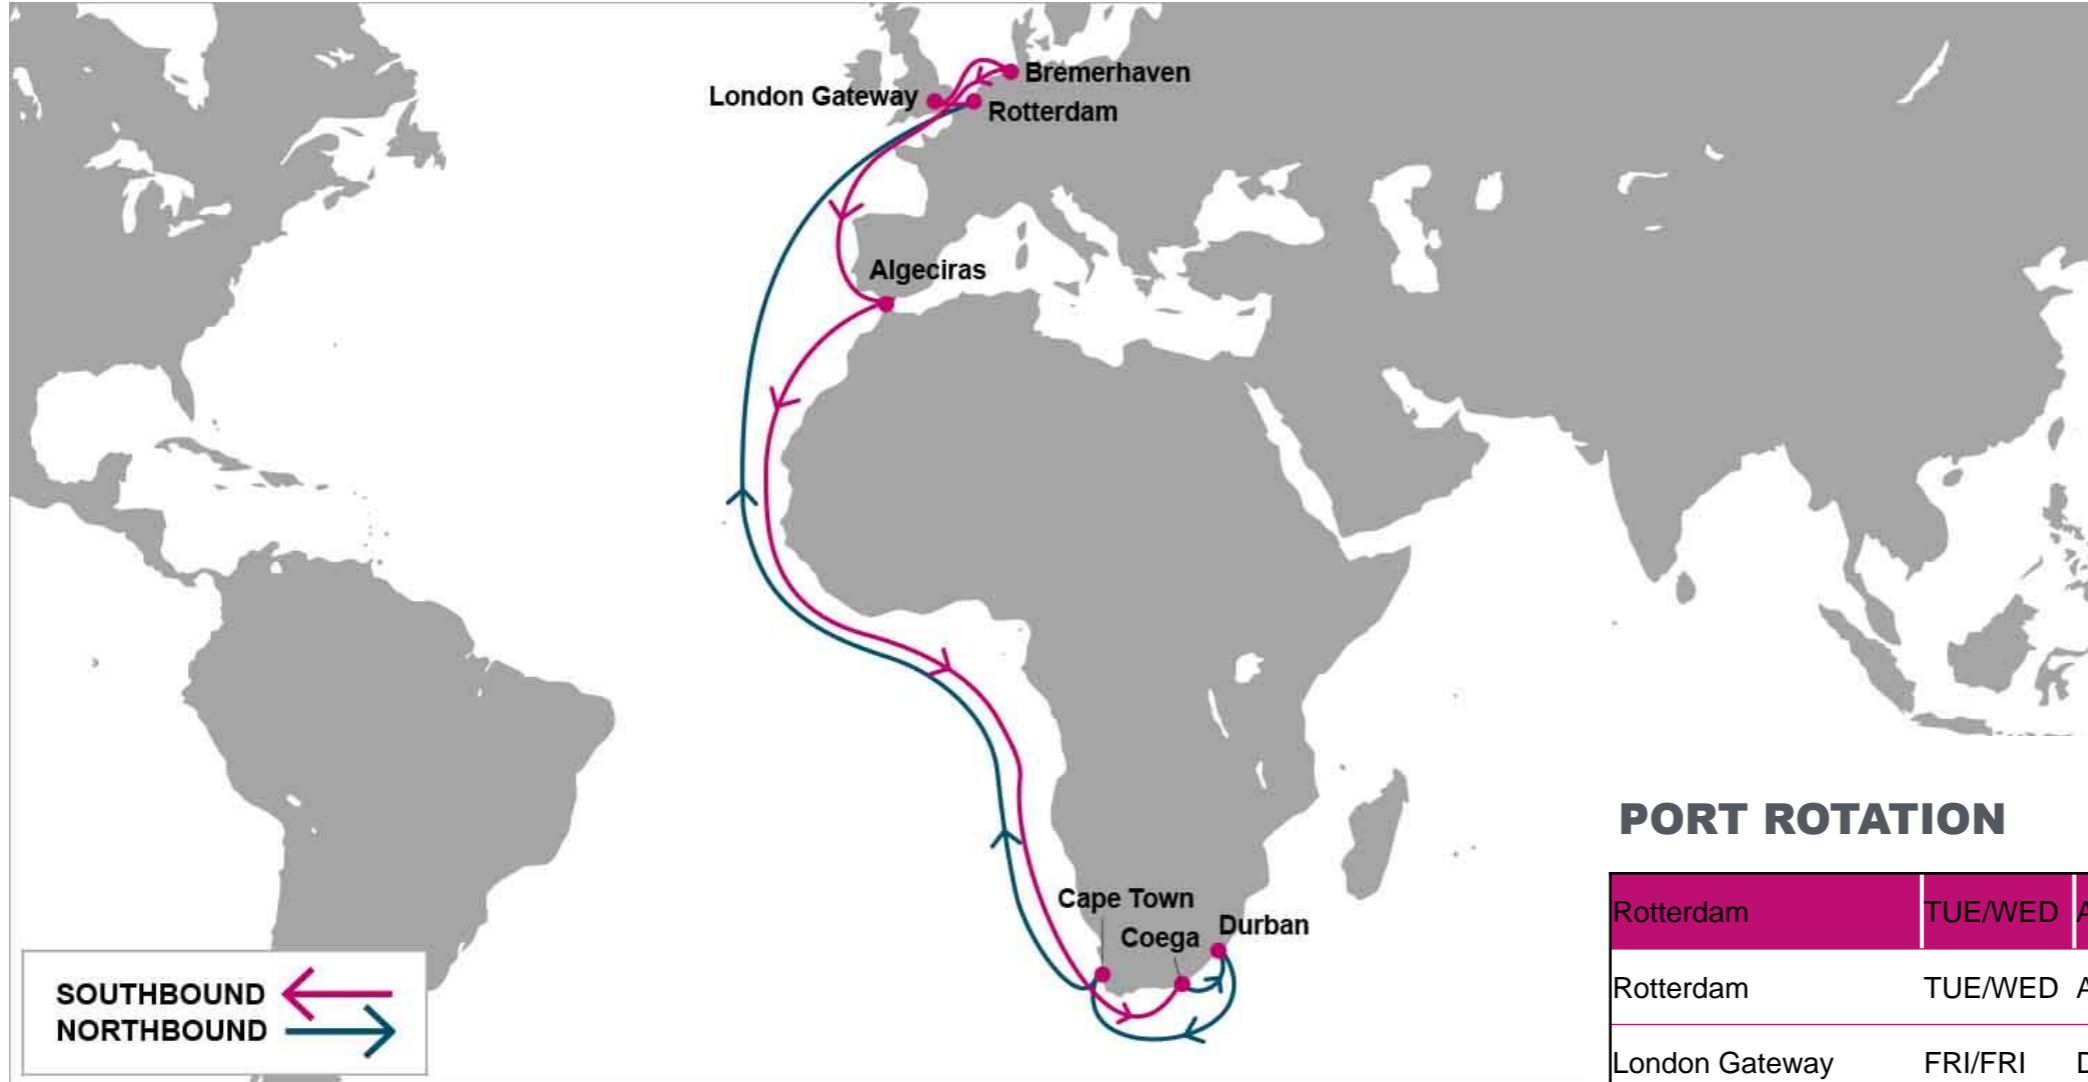 Bremerhaven
London Gateway
Rotterdam
Algeciras
Cape Town
Durban
Coega
SOUTHBOUND
NORTHBOUND
PORT ROTATION
Rotterdam TUE/WED
Rotterdam TUE/WED
London Gateway FRI/FRI